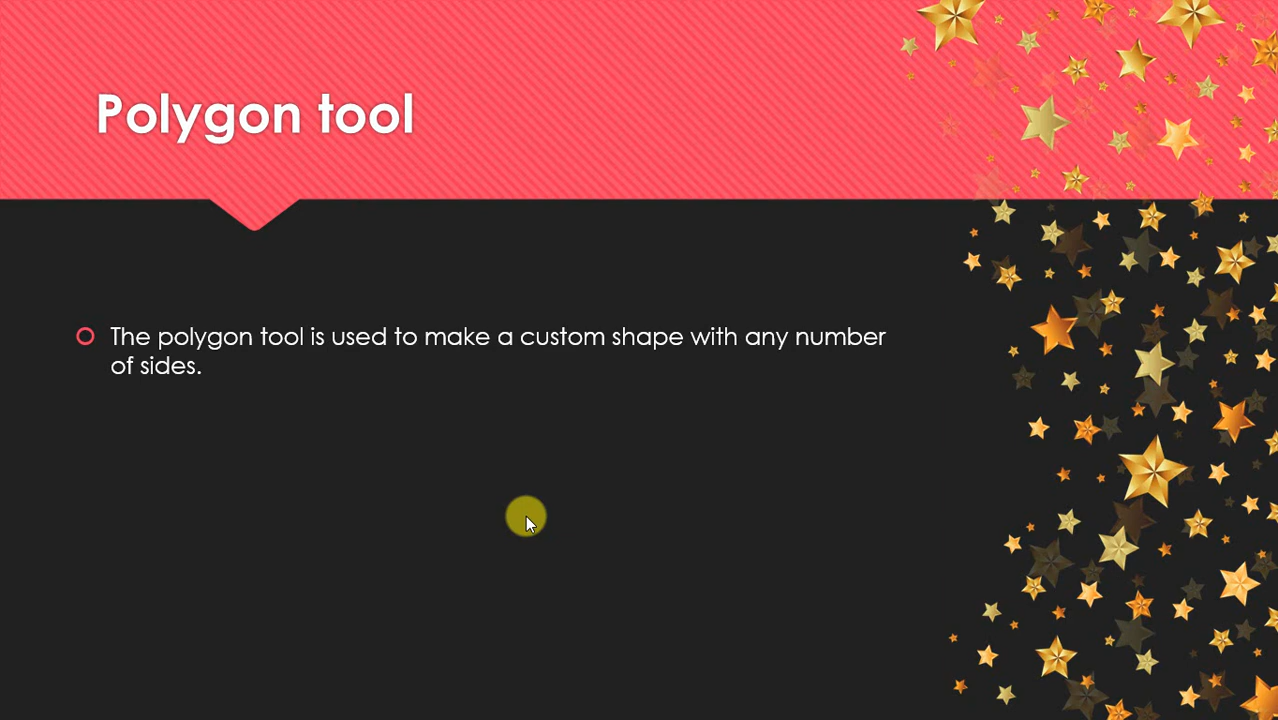 Polygon tool
The polygon tool is used to make a custom shape with any number
of sides.